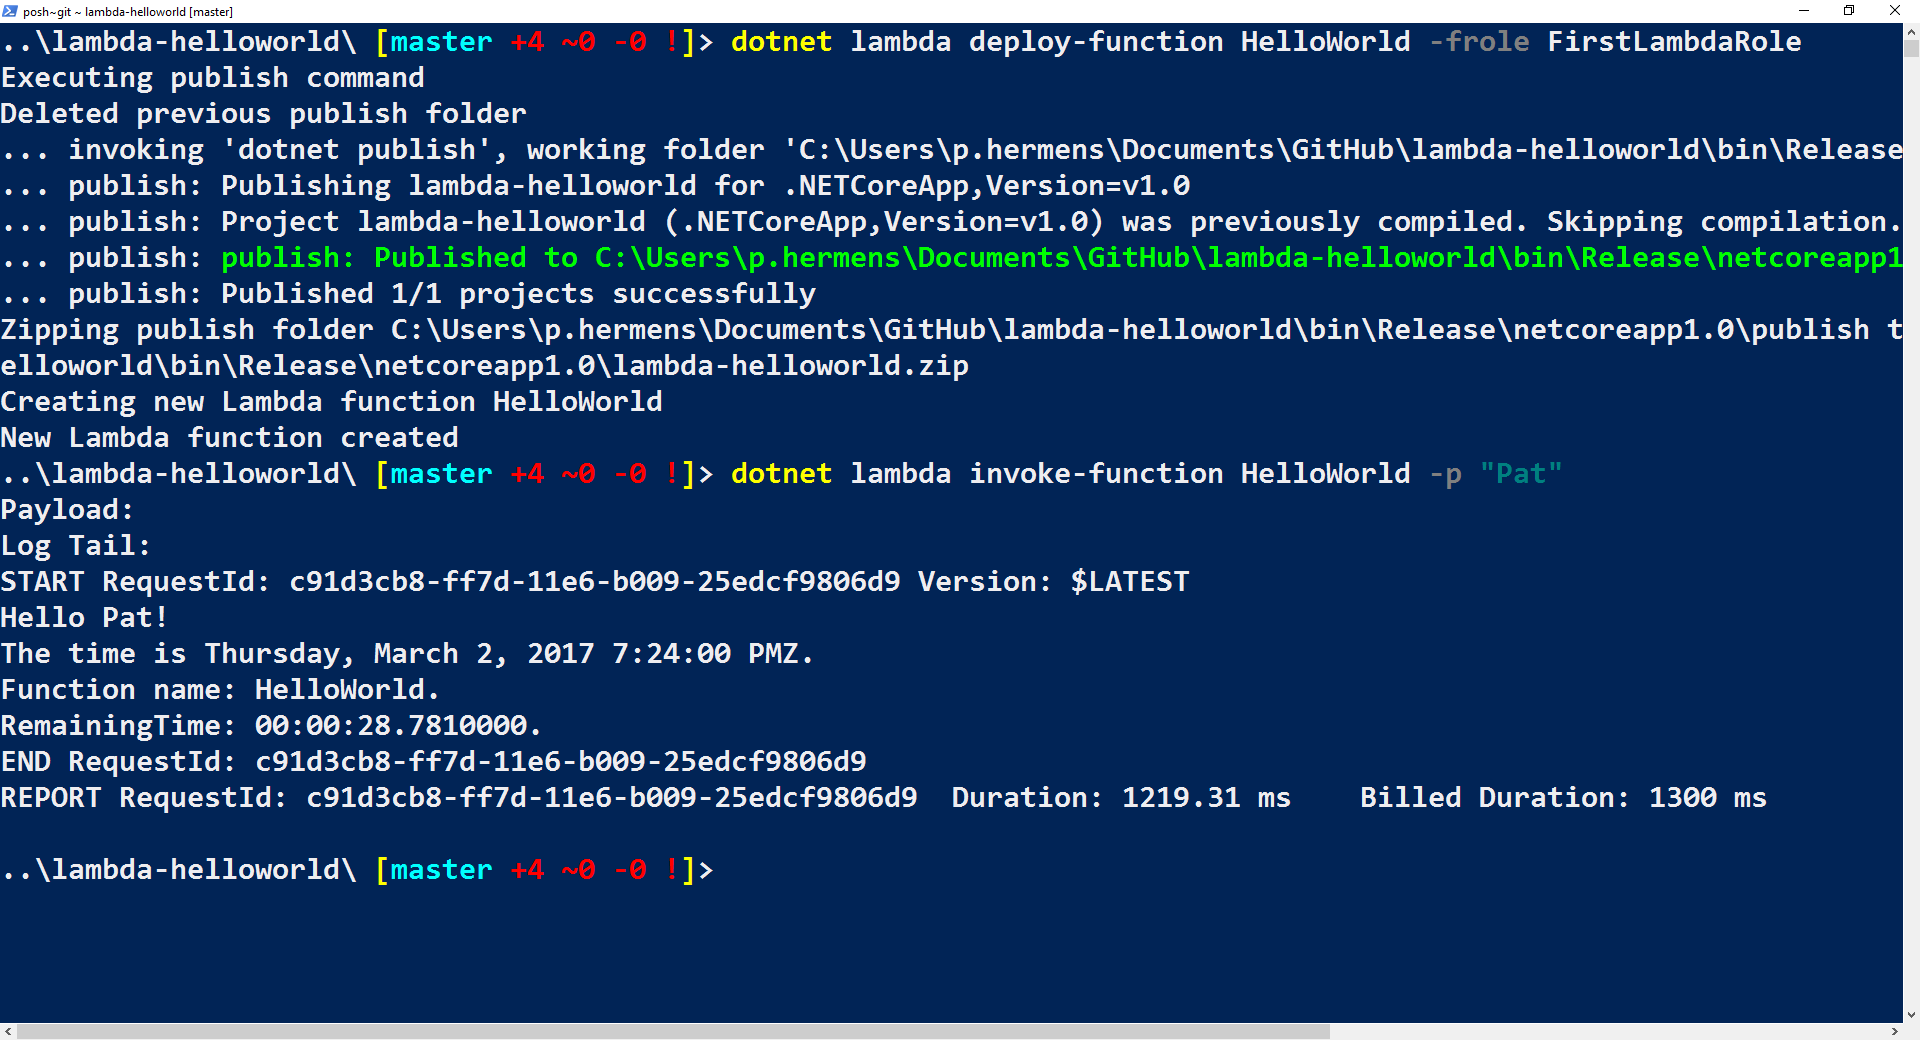 posh~git ~ lambda-helloworld [master]
..\lambda-helloworld\ [master +4 ~0 -0 !]> dotnet lambda deploy-function HelloWorld -frole FirstLambdaRole
Executing publish command
Deleted previous publish folder
... invoking 'dotnet publish', working folder 'C:\Users\p.hermens\Documents\GitHub\lambda-helloworld\bin\Release
... publish: Publishing lambda-helloworld for .NETCoreApp,Version=v1.0
... publish: Project lambda-helloworld (.NETCoreApp,Version=v1.0) was previously compiled. Skipping compilation.
... publish: publish: Published to C:\Users\p.hermens\Documents\GitHub\lambda-helloworld\bin\Release\netcoreapp1
... publish: Published 1/1 projects successfully
Zipping publish folder C:\Users\p.hermens\Documents\GitHub\lambda-helloworld\bin\Release\netcoreapp1.0\publish t
elloworld\bin\Release\netcoreapp1.0\lambda-helloworld.zip
Creating new Lambda function HelloWorld
New Lambda function created
..\lambda-helloworld\ [master +4 ~0 -0 !]> dotnet lambda invoke-function HelloWorld -p "Pat"
Payload:
Log Tail:
START RequestId: c91d3cb8-ff7d-11e6-b009-25edcf9806d9 Version: $LATEST
Hello Pat!
The time is Thursday, March 2, 2017 7:24:00 PMZ.
Function name: HelloWorld.
RemainingTime: 00:00:28.7810000.
END RequestId: c91d3cb8-ff7d-11e6-b009-25edcf9806d9
REPORT RequestId: c91d3cb8-ff7d-11e6-b009-25edcf9806d9  Duration: 1219.31 ms    Billed Duration: 1300 ms
..\lambda-helloworld\ [master +4 ~0 -0 !]>